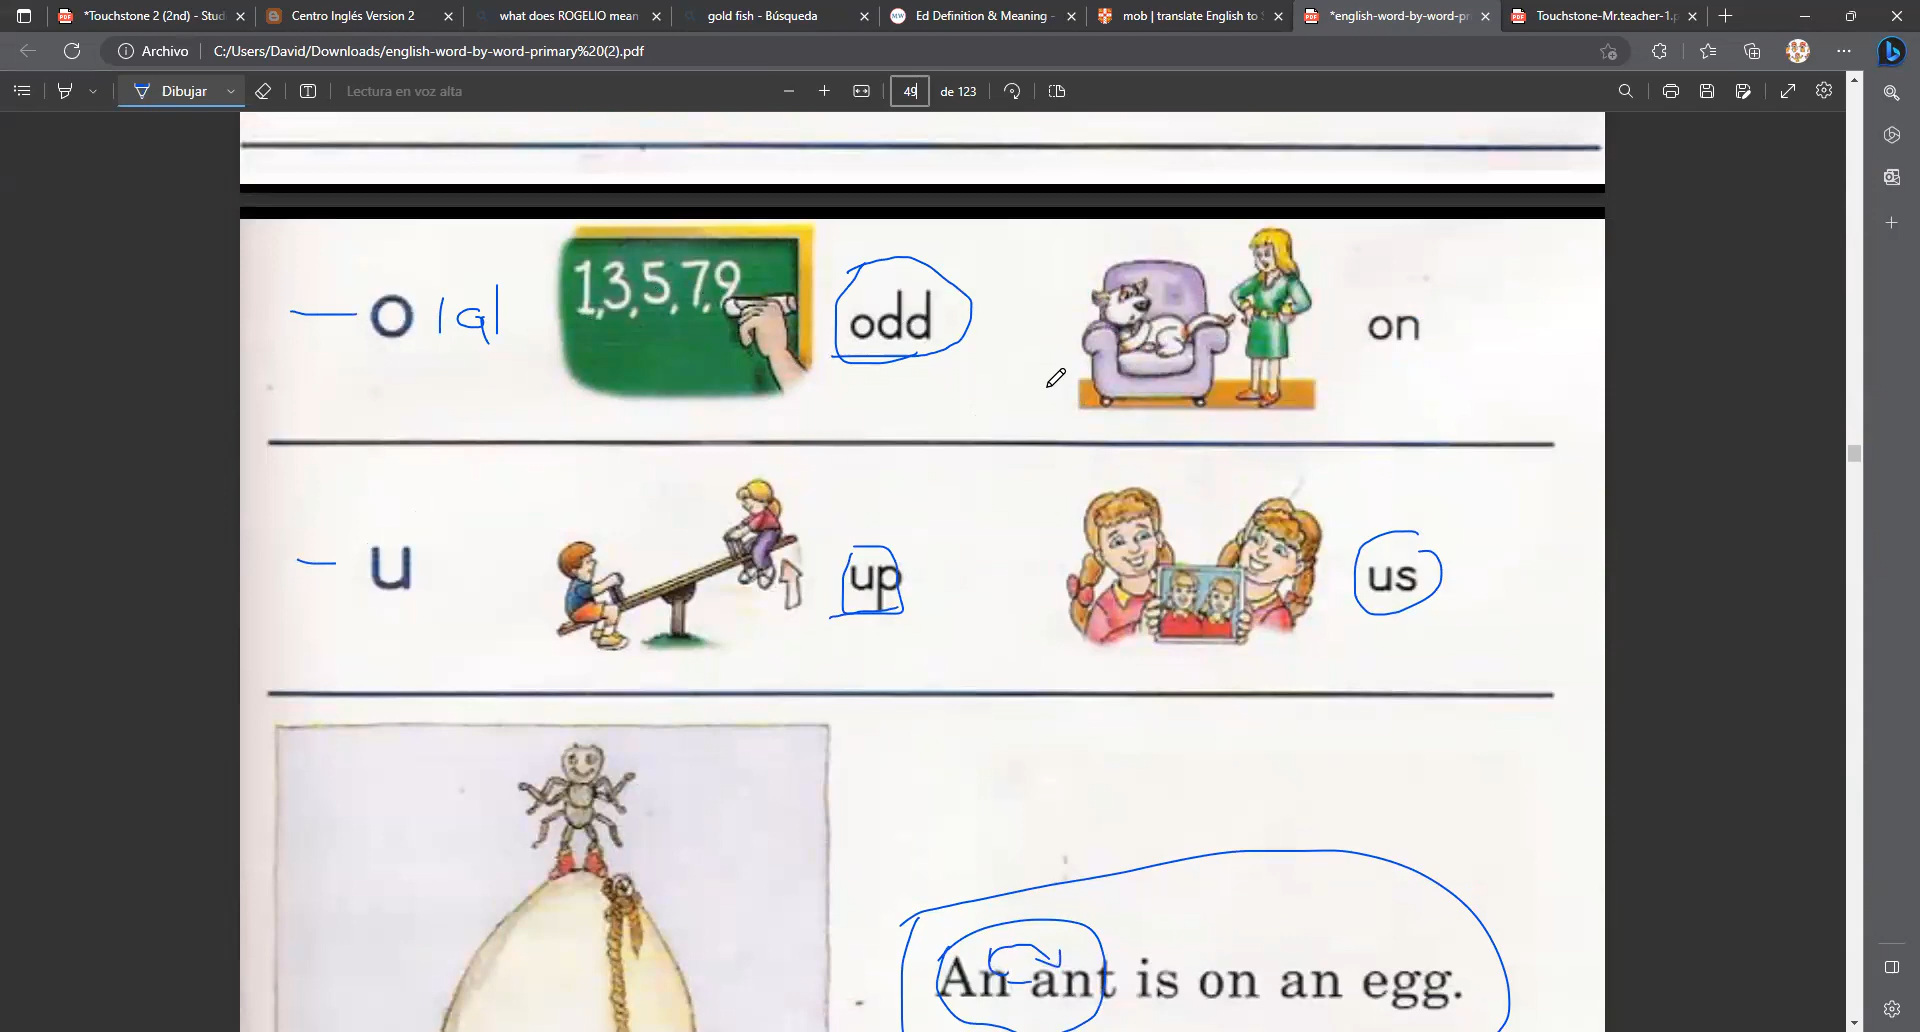 *Touchstone 2 (2nd) - Stud
Centro Inglés Version 2
what does ROGELIO mean
gold fish - Búsqueda
Ed Definition & Meaning -
mob | translate English to S
*english-word-by-word-pr
Touchstone-Mr.teacher-1.p
Archivo
C:/Users/David/Downloads/english-word-by-word-primary%20(2).pdf
Dibujar
Lectura en voz alta
49
de 123
o
1,3,5,7,9
odd
on
u
up
us
An ant is on an egg.